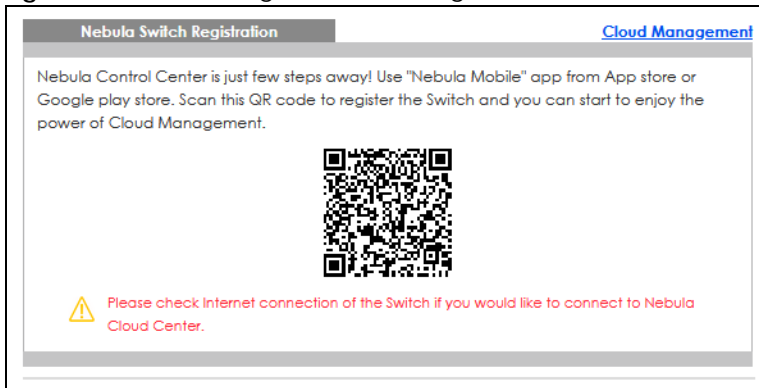 Nebula Switch Registration
Cloud Management
Nebula Control Center is just few steps away! Use "Nebula Mobile" app from App store or
Google play store. Scan this QR code to register the Switch and you can start to enjoy the
power of Cloud Management.
Please check Internet connection of the Switch if you would like to connect to Nebula
Cloud Center.